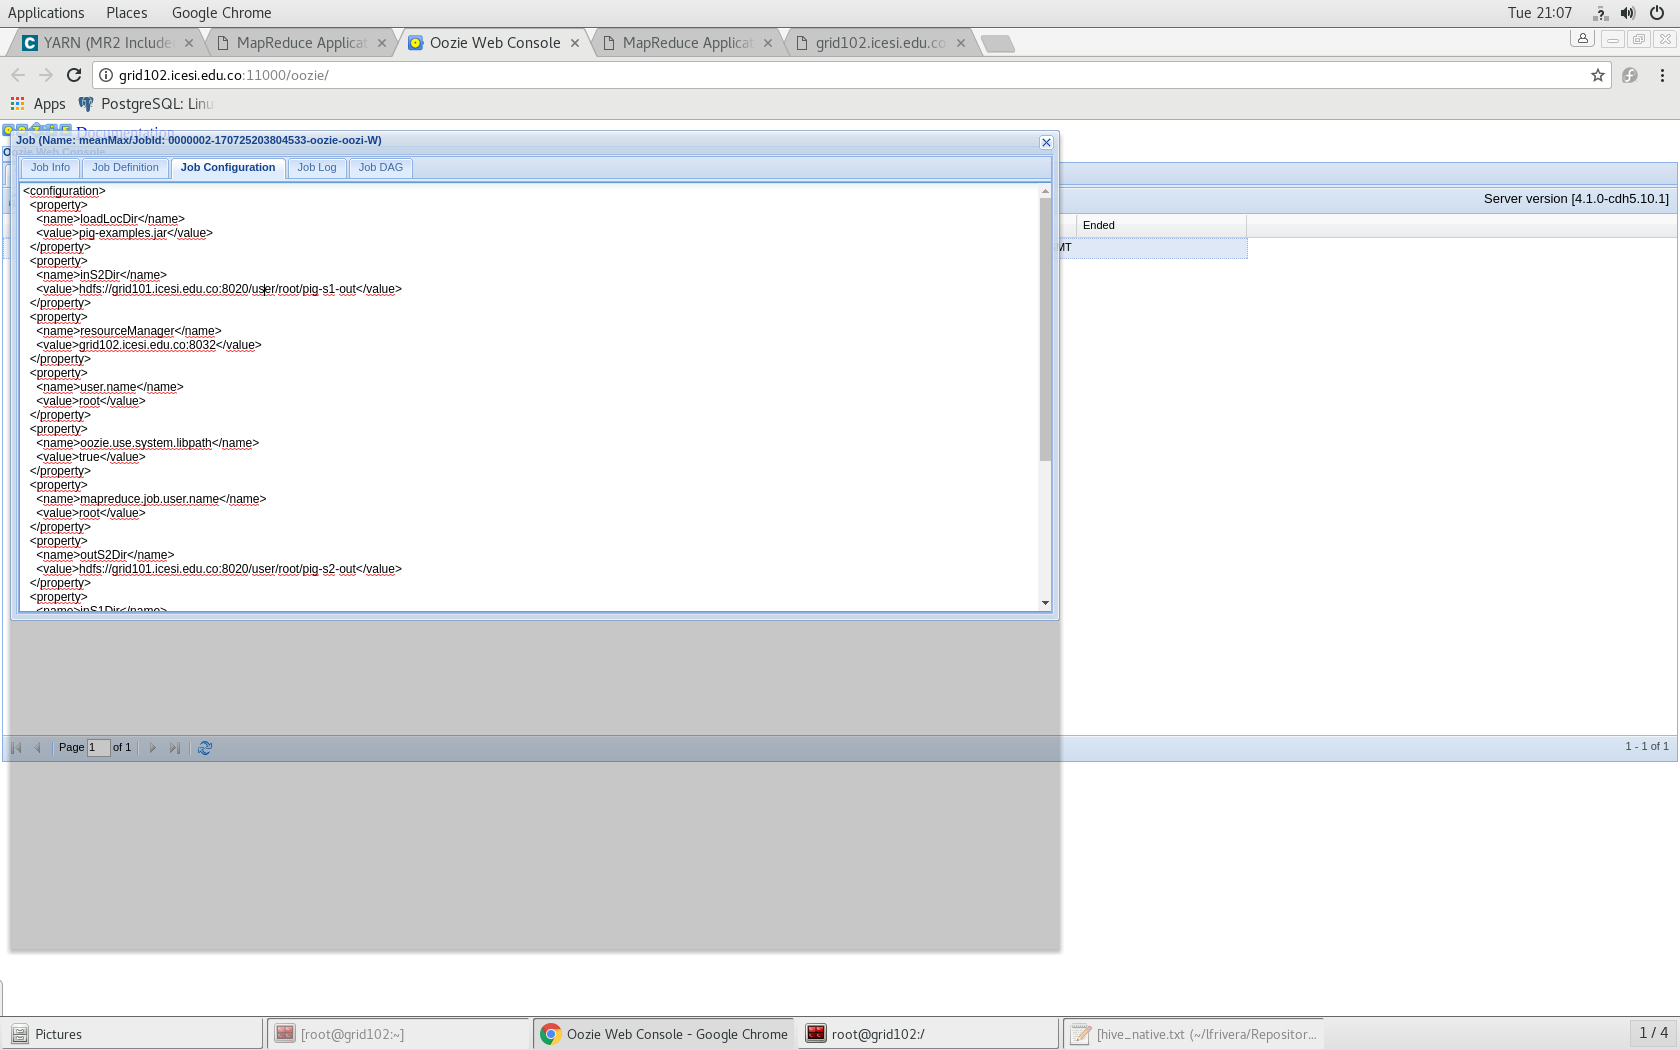 Applications Places Google Chrome Tue 21:07
YARN (MR2 Include MapReduce Applicat Oozie Web Console MapReduce Applicat grid102.icesi.edu.co
grid102.icesi.edu.co:11000/oozie/
Apps PostgreSQL: Linu
Documentation
Job (Name: meanMax/JobId: 0000002-170725203804533-oozie-oozi-W)
Oozie Web Console
Job Info Job Definition Job Configuration Job Log Job DAG
Server version [4.1.0-cdh5.10.1]
Ended
MT
<configuration>
<property>
<name>loadLocDir</name>
<value>pig-examples.jar</value>
</property>
<property>
<name>inS2Dir</name>
<value>hdfs://grid101.icesi.edu.co:8020/user/root/pig-s1-out</value>
</property>
<property>
<name>resourceManager</name>
<value>grid102.icesi.edu.co:8032</value>
</property>
<property>
<name>user.name</name>
<value>root</value>
</property>
<property>
<name>oozie.use.system.libpath</name>
<value>true</value>
</property>
<property>
<name>mapreduce.job.user.name</name>
<value>root</value>
</property>
<property>
<name>outS2Dir</name>
<value>hdfs://grid101.icesi.edu.co:8020/user/root/pig-s2-out</value>
</property>
<property>
<name>inS1Dir</name>
Page 1 of 1 1 - 1 of 1
Pictures [root@grid102:~] Oozie Web Console - Google Chrome root@grid102:/ [hive_native.txt (~/lfrivera/Repositor... 1 / 4